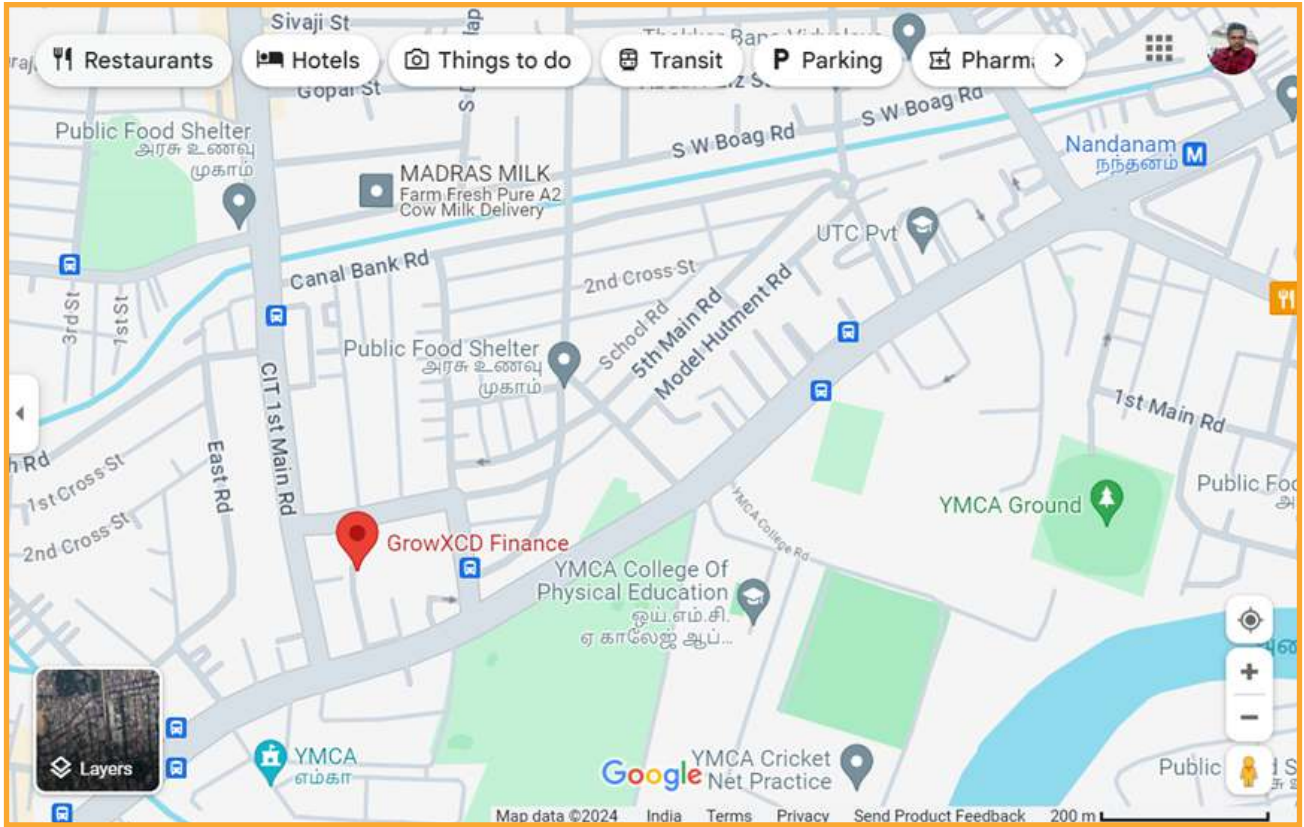 Sivaji St
Restaurants
Hotels
Things to do
Transit
Parking
Gopal St
Public Food Shelter
அரசு உணவு
முகாம்
MADRAS MILK
Farm Fresh Pure A2
Cow Milk Delivery
S W Boag Rd
S W Boag Rd
Nandanam
நந்தனம்
M
UTC Pvt
Canal Bank Rd
2nd Cross St
3rd St
1st St
School Rd
5th Main Rd
Model Hutment Rd
Public Food Shelter
அரசு உணவு
முகாம்
CIT 1st Main Rd
East Rd
1st Main Rd
1st Cross St
2nd Cross St
YMCA Ground
YMCA College Rd
GrowXCD Finance
YMCA College Of
Physical Education
ஒய்.எம்.சி.
ஏ காலேஜ் ஆப்...
Layers
YMCA
எம்கா
Google
YMCA Cricket
Net Practice
Public
Map data ©2024 India Terms Privacy Send Product Feedback 200 m